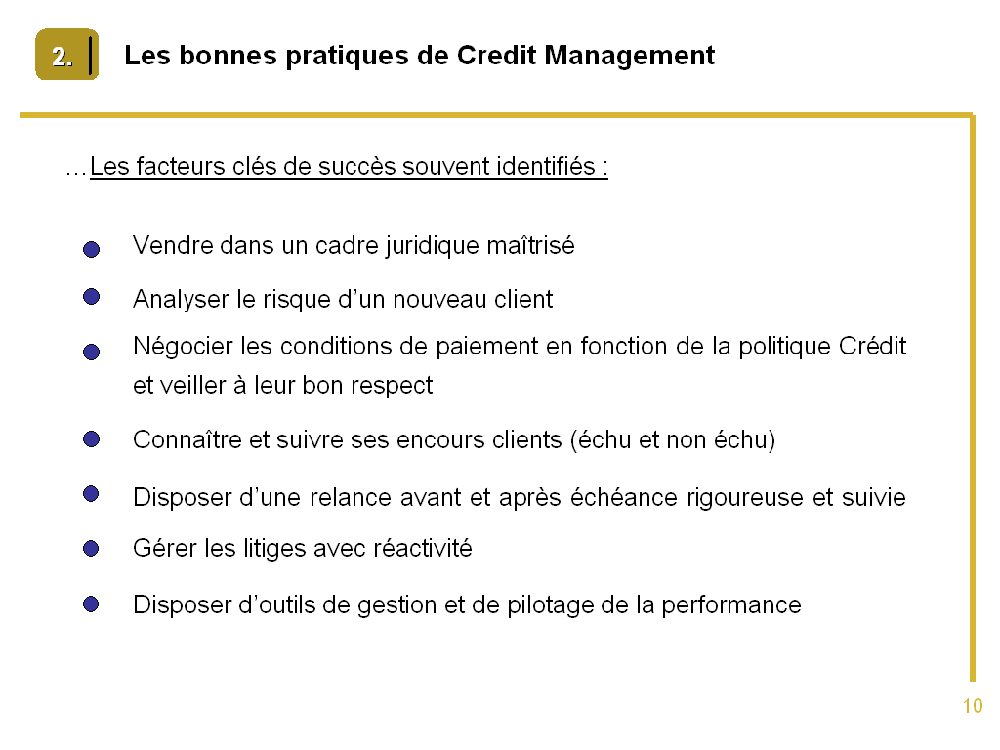 2.
Les bonnes pratiques de Credit Management
…Les facteurs clés de succès souvent identifiés :
Vendre dans un cadre juridique maîtrisé
Analyser le risque d’un nouveau client
Négocier les conditions de paiement en fonction de la politique Crédit
et veiller à leur bon respect
Connaître et suivre ses encours clients (échu et non échu)
Disposer d’une relance avant et après échéance rigoureuse et suivie
Gérer les litiges avec réactivité
Disposer d’outils de gestion et de pilotage de la performance
10